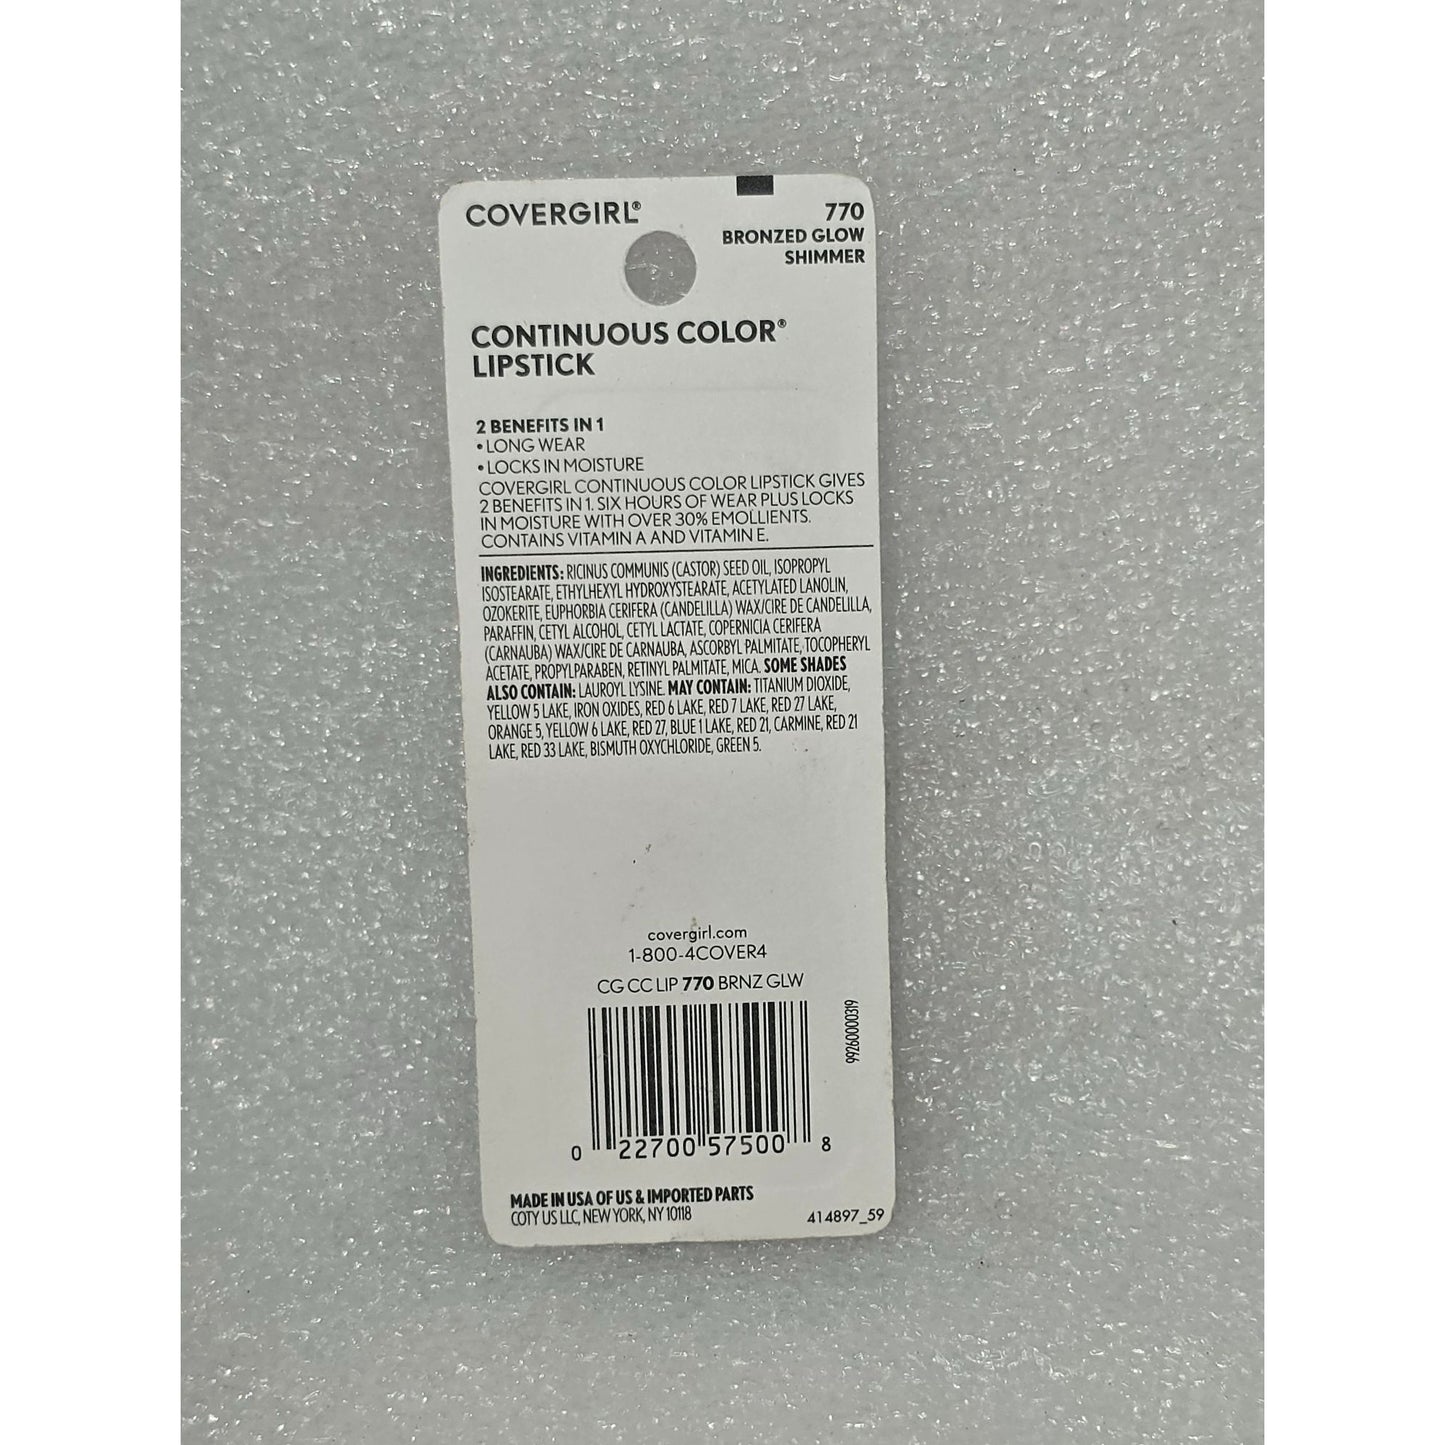 COVERGIRL®
770
BRONZED GLOW
SHIMMER
CONTINUOUS COLOR®
LIPSTICK
2 BENEFITS IN 1
• LONG WEAR
• LOCKS IN MOISTURE
COVERGIRL CONTINUOUS COLOR LIPSTICK GIVES
2 BENEFITS IN 1. SIX HOURS OF WEAR PLUS LOCKS
IN MOISTURE WITH OVER 30% EMOLLIENTS.
CONTAINS VITAMIN A AND VITAMIN E.
INGREDIENTS: RICINUS COMMUNIS (CASTOR) SEED OIL, ISOPROPYL
ISOSTEARATE, ETHYLHEXYL HYDROXYSTEARATE, ACETYLATED LANOLIN,
OZOKERITE, EUPHORBIA CERIFERA (CANDELILLA) WAX/CIRE DE CANDELILLA,
PARAFFIN, CETYL ALCOHOL, CETYL LACTATE, COPERNICIA CERIFERA
(CARNAUBA) WAX/CIRE DE CARNAUBA, ASCORBYL PALMITATE, TOCOPHERYL
ACETATE, PROPYLPARABEN, RETINYL PALMITATE, MICA. SOME SHADES
ALSO CONTAIN: LAUROYL LYSINE. MAY CONTAIN: TITANIUM DIOXIDE,
YELLOW 5 LAKE, IRON OXIDES, RED 6 LAKE, RED 7 LAKE, RED 27 LAKE,
ORANGE 5, YELLOW 6 LAKE, RED 27, BLUE 1 LAKE, RED 21, CARMINE, RED 21
LAKE, RED 33 LAKE, BISMUTH OXYCHLORIDE, GREEN 5.
covergirl.com
1-800-4COVER4
CG CC LIP 770 BRNZ GLW
99260000319
0 22700 57500 8
MADE IN USA OF US & IMPORTED PARTS
COTY US LLC, NEW YORK, NY 10118
414897_59